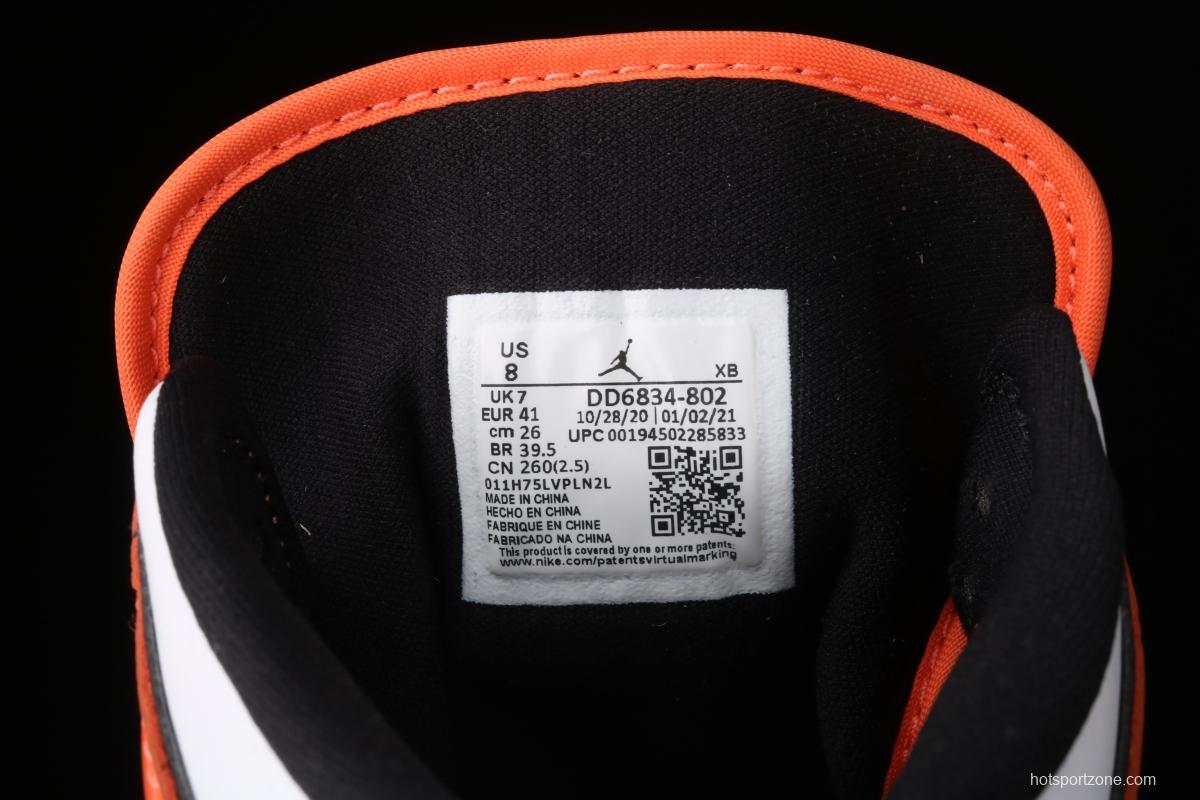 US
8
XB
UK 7
DD6834-802
EUR 41
10/28/20 | 01/02/21
cm 26
UPC 00194502285833
BR 39.5
CN 260(2.5)
011H75LVPLN2L
MADE IN CHINA
HECHO EN CHINA
FABRIQUE EN CHINE
FABRICADO NA CHINA
This product is covered by one or more patents:
www.nike.com/patentsvirtualmarking
hotsportzone.com